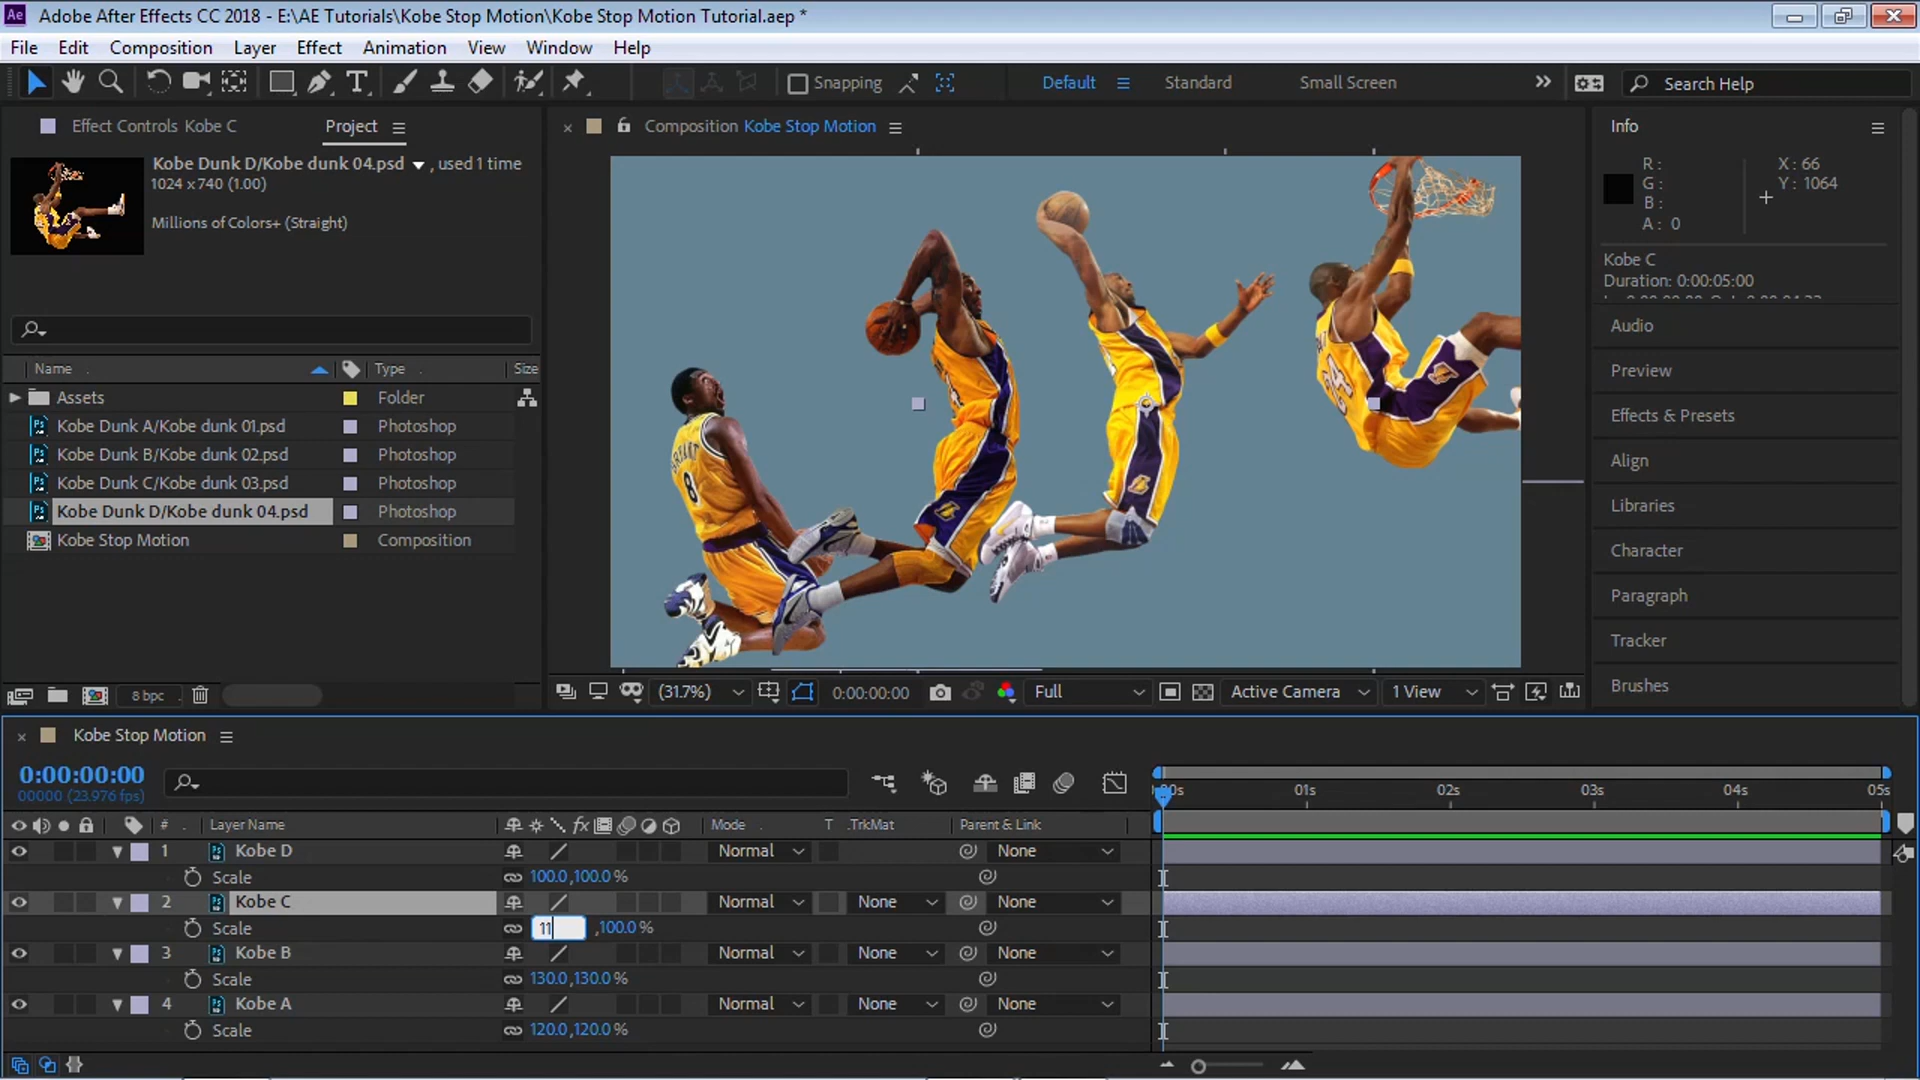 Ae Adobe After Effects CC 2018 - E:\AE Tutorials\Kobe Stop Motion\Kobe Stop Motion Tutorial.aep *
File Edit Composition Layer Effect Animation View Window Help
Snapping Default Standard Small Screen Search Help
Effect Controls Kobe C Project
Kobe Dunk D/Kobe dunk 04.psd , used 1 time
1024 x 740 (1.00)
Millions of Colors+ (Straight)
Name Type Size
Assets Folder
Kobe Dunk A/Kobe dunk 01.psd Photoshop
Kobe Dunk B/Kobe dunk 02.psd Photoshop
Kobe Dunk C/Kobe dunk 03.psd Photoshop
Kobe Dunk D/Kobe dunk 04.psd Photoshop
Kobe Stop Motion Composition
8 bpc
Composition Kobe Stop Motion
8
24
(31.7%) 0:00:00:00 Full Active Camera 1 View
Info
R : X : 66
G : Y : 1064
B :
A : 0
Kobe C
Duration: 0:00:05:00
Audio
Preview
Effects & Presets
Align
Libraries
Character
Paragraph
Tracker
Brushes
Kobe Stop Motion
0:00:00:00
00000 (23.976 fps)
:00s 01s 02s 03s 04s 05s
# Layer Name Mode T .TrkMat Parent & Link
1 Kobe D Normal None
Scale 100.0,100.0 %
2 Kobe C Normal None None
Scale 11 ,100.0 %
3 Kobe B Normal None None
Scale 130.0,130.0 %
4 Kobe A Normal None None
Scale 120.0,120.0 %